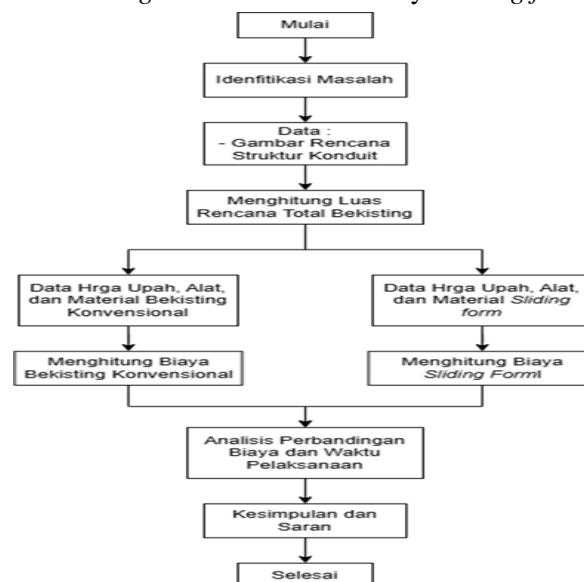 Mulai
Idenfitikasi Masalah
Data :
- Gambar Rencana
Struktur Konduit
Menghitung Luas
Rencana Total Bekisting
Data Hrga Upah, Alat,
dan Material Bekisting
Konvensional
Menghitung Biaya
Bekisting Konvensional
Data Hrga Upah, Alat,
dan Material Sliding
form
Menghitung Biaya
Sliding Forml
Analisis Perbandingan
Biaya dan Waktu
Pelaksanaan
Kesimpulan dan
Saran
Selesai